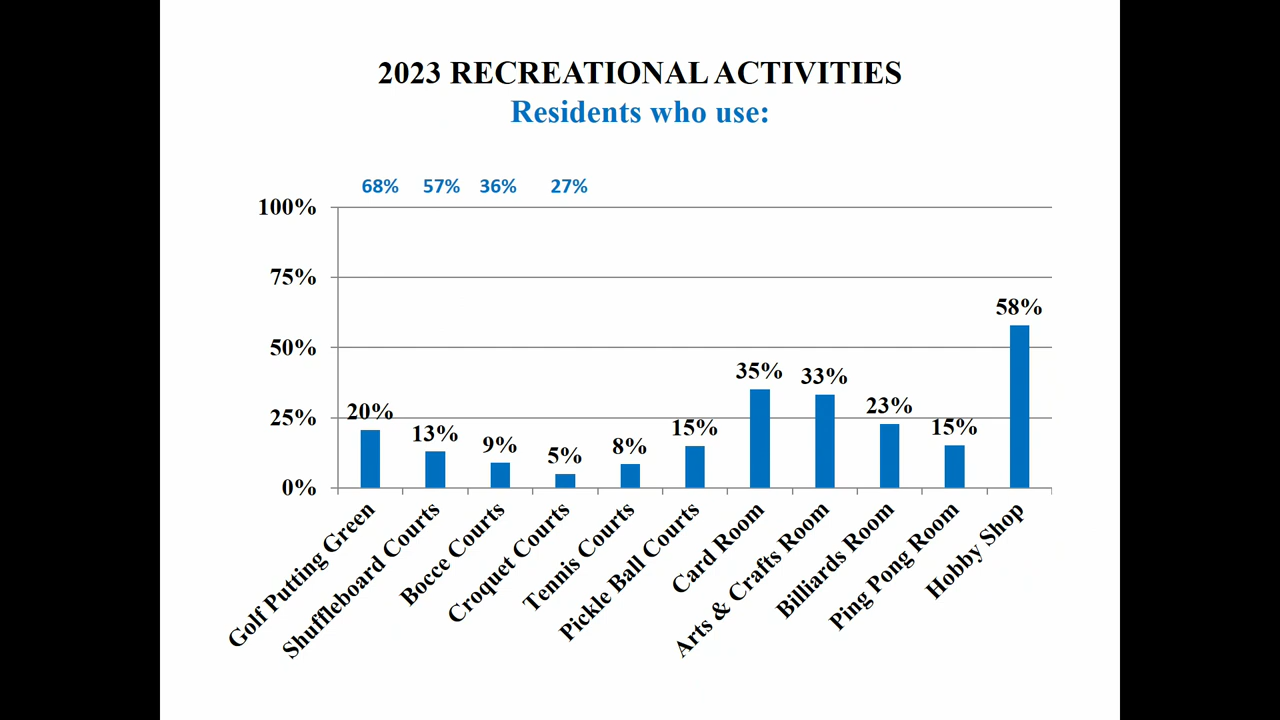 2023 RECREATIONAL ACTIVITIES
Residents who use:
68% 57% 36% 27%
100%
75%
50%
25%
0%
20%
13%
9%
5%
8%
15%
35%
33%
23%
15%
58%
Golf Putting Green
Shuffleboard Courts
Bocce Courts
Croquet Courts
Tennis Courts
Pickle Ball Courts
Card Room
Arts & Crafts Room
Billiards Room
Ping Pong Room
Hobby Shop